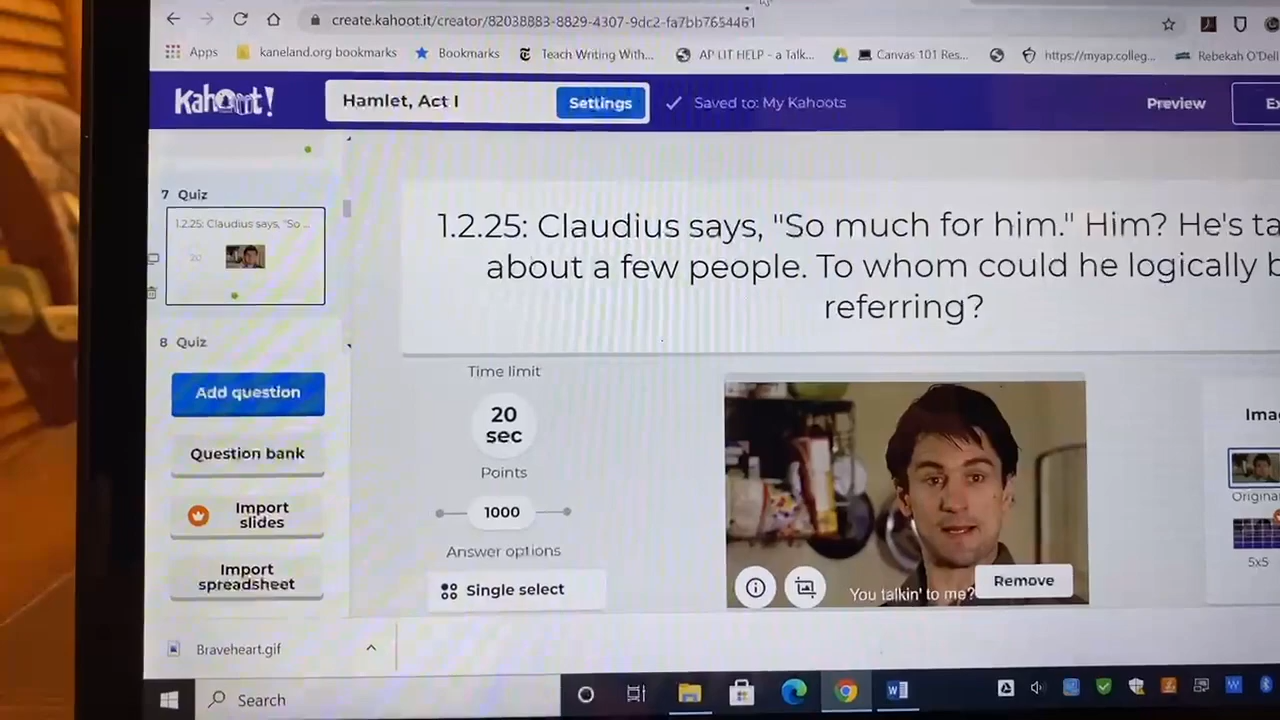 create.kahoot.it/creator/82038883-8829-4307-9dc2-fa7bb7654461
Apps kaneland.org bookmarks Bookmarks Teach Writing With... AP LIT HELP - a Talk... Canvas 101 Res... https://myap.colleg... Rebekah O'Dell
Kahoot! Hamlet, Act I Settings Saved to: My Kahoots Preview Ex
7 Quiz
1.2.25: Claudius says, "So ...
20
1.2.25: Claudius says, "So much for him." Him? He's ta
about a few people. To whom could he logically b
referring?
8 Quiz
Add question
Question bank
Import
slides
Import
spreadsheet
Time limit
20
sec
Points
1000
Answer options
Single select
You talkin' to me?
Remove
Imag
Origina
5x5
Braveheart.gif
Search